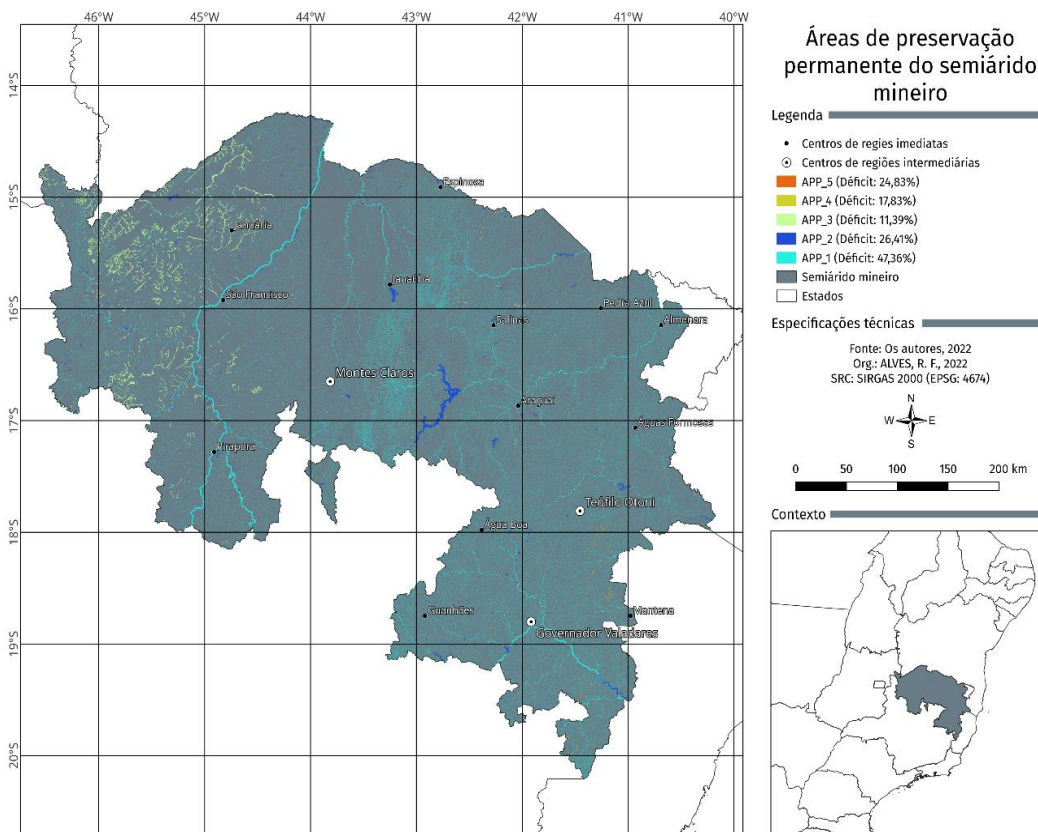 46°W 45°W 44°W 43°W 42°W 41°W 40°W
14°S
15°S
16°S
17°S
18°S
19°S
20°S
Espinosa
Januária
São Francisco
Janaúba
Pedra Azul
Salinas
Almenara
Montes Claros
Araçuaí
Águas Formosas
Pirapora
Teófilo Otoni
Água Boa
Guanhães
Mantena
Governador Valadares
Áreas de preservação
permanente do semiárido
mineiro
Legenda
Centros de regies imediatas
Centros de regiões intermediárias
APP_5 (Déficit: 24,83%)
APP_4 (Déficit: 17,83%)
APP_3 (Déficit: 11,39%)
APP_2 (Déficit: 26,41%)
APP_1 (Déficit: 47,36%)
Semiárido mineiro
Estados
Especificações técnicas
Fonte: Os autores, 2022
Org.: ALVES, R. F., 2022
SRC: SIRGAS 2000 (EPSG: 4674)
N
W E
S
0 50 100 150 200 km
Contexto